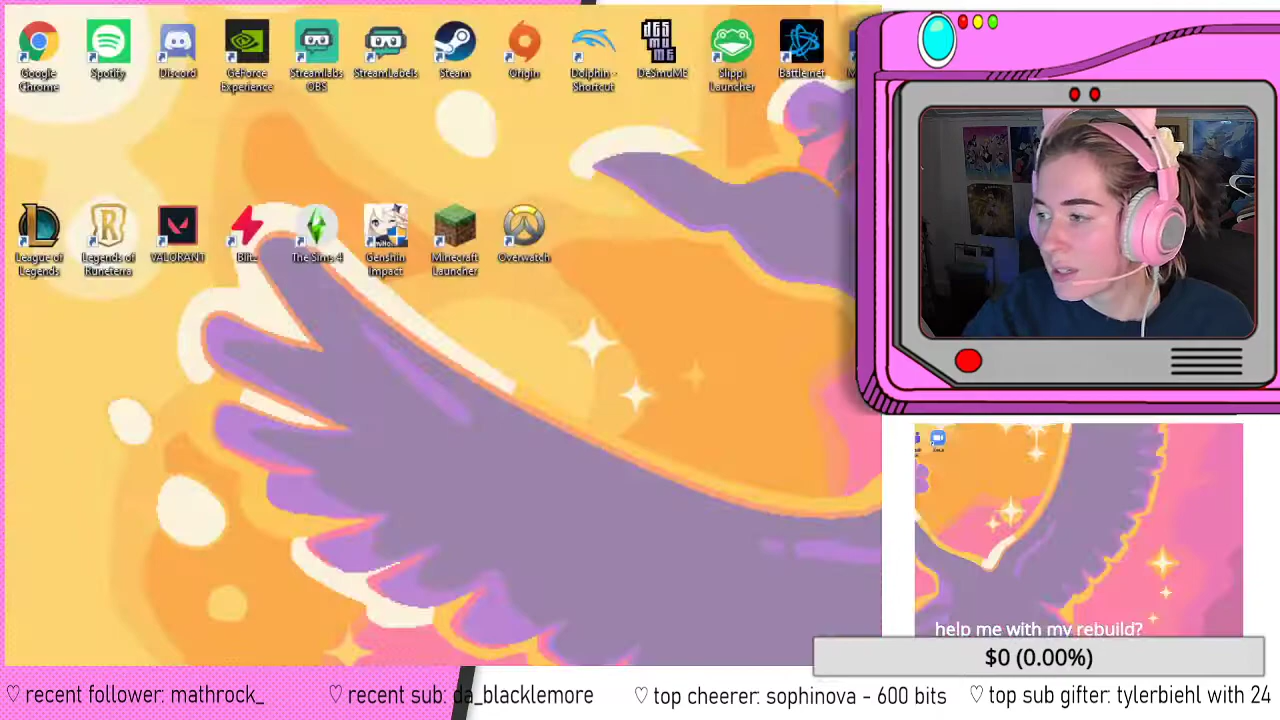 Google Chrome
Spotify
Discord
GeForce Experience
Streamlabs OBS
StreamLabels
Steam
Origin
Dolphin - Shortcut
DeSmuME
Slippi Launcher
Battle.net
League of Legends
Legends of Runeterra
VALORANT
Blitz
The Sims 4
Genshin Impact
Minecraft Launcher
Overwatch
help me with my rebuild?
$0 (0.00%)
♡ recent follower: mathrock_ ♡ recent sub: da_blacklemore ♡ top cheerer: sophinova - 600 bits ♡ top sub gifter: tylerbiehl with 24